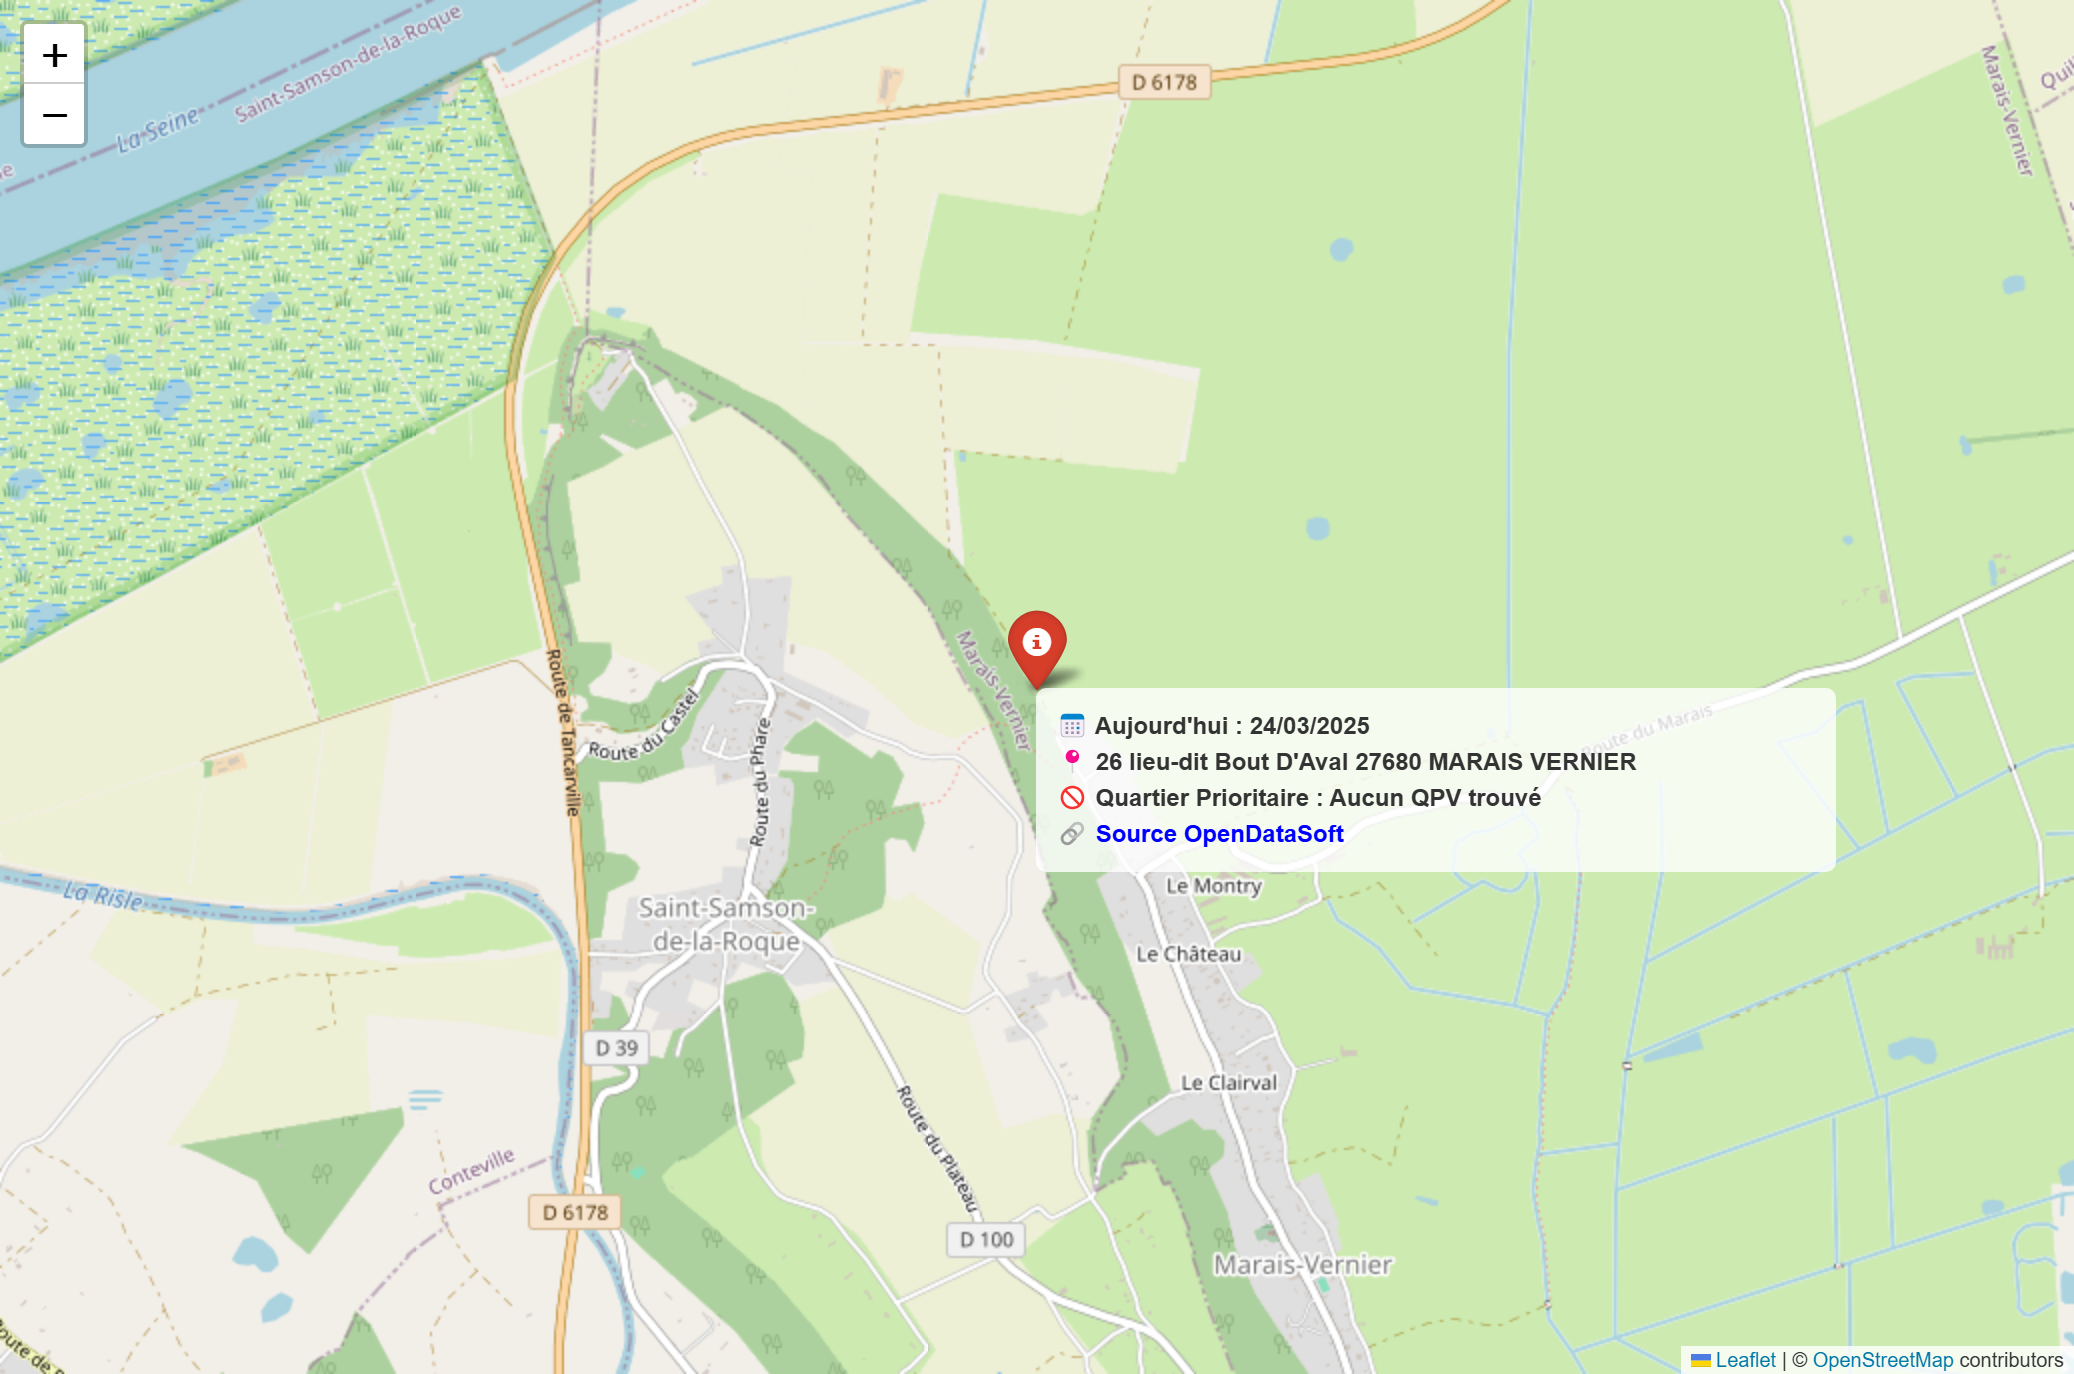 +
−
La Seine
Saint-Samson-de-la-Roque
D 6178
Marais-Vernier
Marais-Vernier
Route de Tancarville
Route du Castel
Route du Phare
Aujourd'hui : 24/03/2025
26 lieu-dit Bout D'Aval 27680 MARAIS VERNIER
Quartier Prioritaire : Aucun QPV trouvé
Source OpenDataSoft
Route du Marais
La Risle
Saint-Samson-
de-la-Roque
Le Montry
Le Château
D 39
Le Clairval
Route du Plateau
Conteville
D 6178
D 100
Marais-Vernier
Route de
Leaflet | © OpenStreetMap contributors